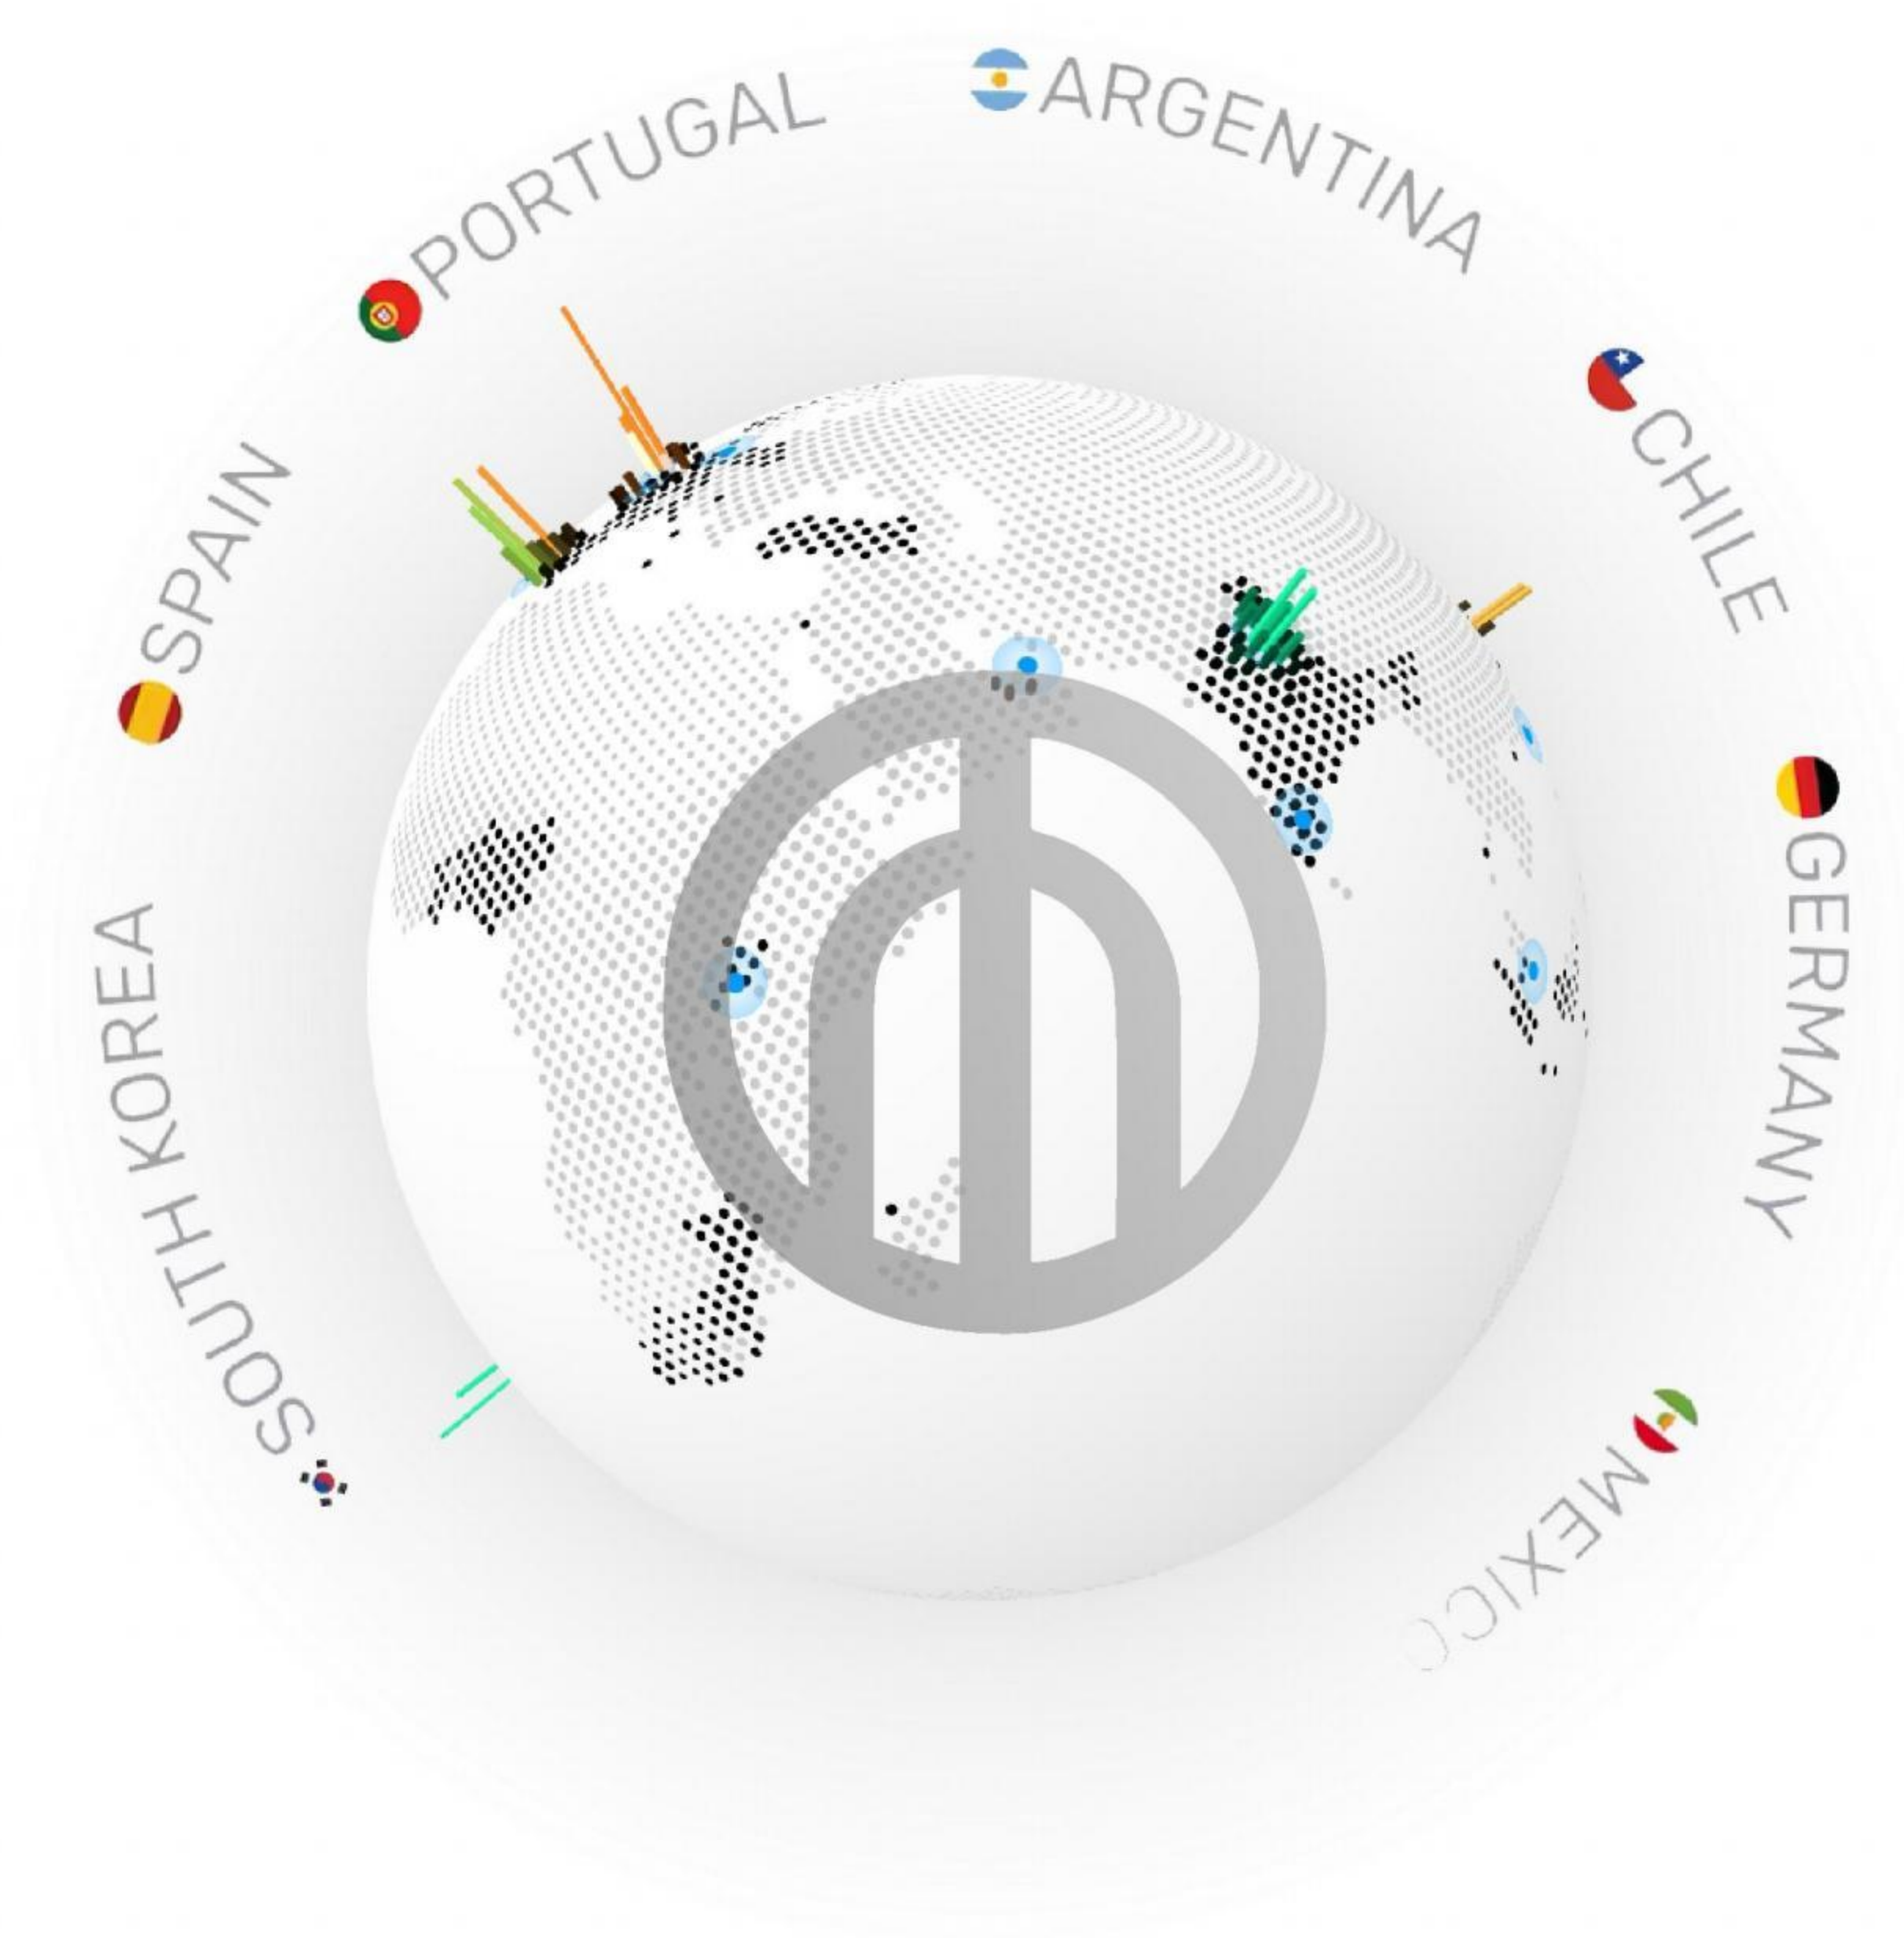 SOUTH KOREA
SPAIN
PORTUGAL
ARGENTINA
CHILE
GERMANY
MEXICO